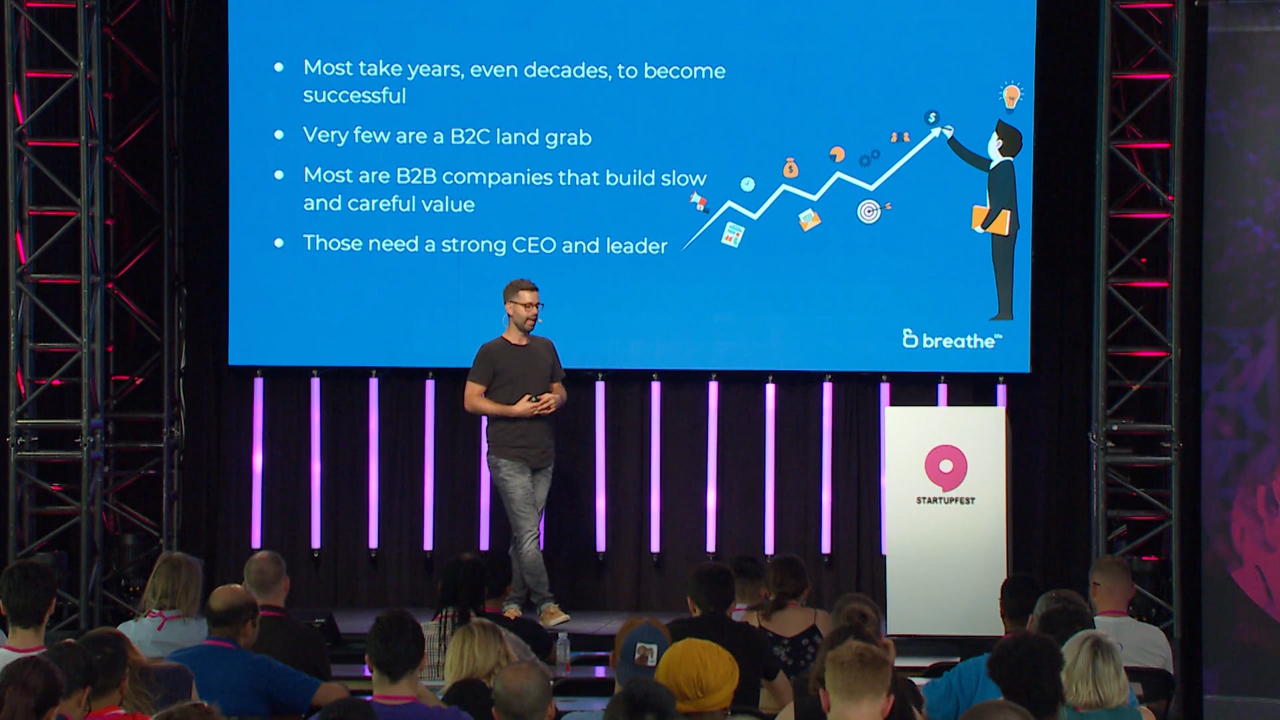 Most take years, even decades, to become
successful
Very few are a B2C land grab
Most are B2B companies that build slow
and careful value
Those need a strong CEO and leader
breathe
STARTUPFEST